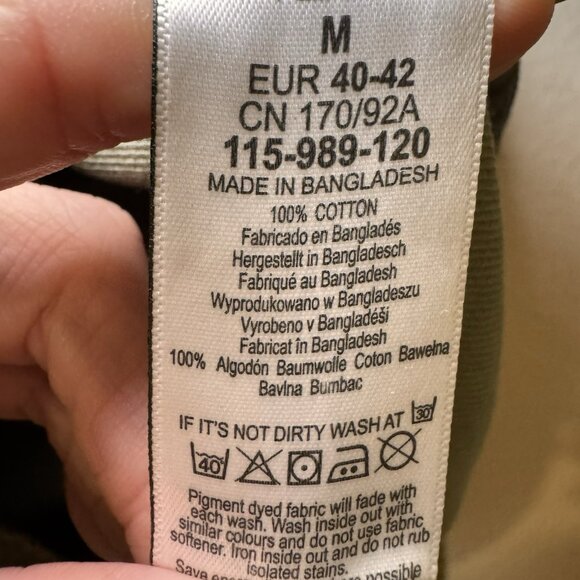 M
EUR 40-42
CN 170/92A
115-989-120
MADE IN BANGLADESH
100% COTTON
Fabricado en Bangladés
Hergestellt in Bangladesch
Fabriqué au Bangladesh
Wyprodukowano w Bangladeszu
Vyrobeno v Bangladéši
Fabricat în Bangladesh
100% Algodón Baumwolle Coton Bawełna
Bavlna Bumbac
IF IT'S NOT DIRTY WASH AT 30°
40°
Pigment dyed fabric will fade with
each wash. Wash inside out with
similar colours and do not use fabric
softener. Iron inside out and do not rub
isolated stains.
Save possible